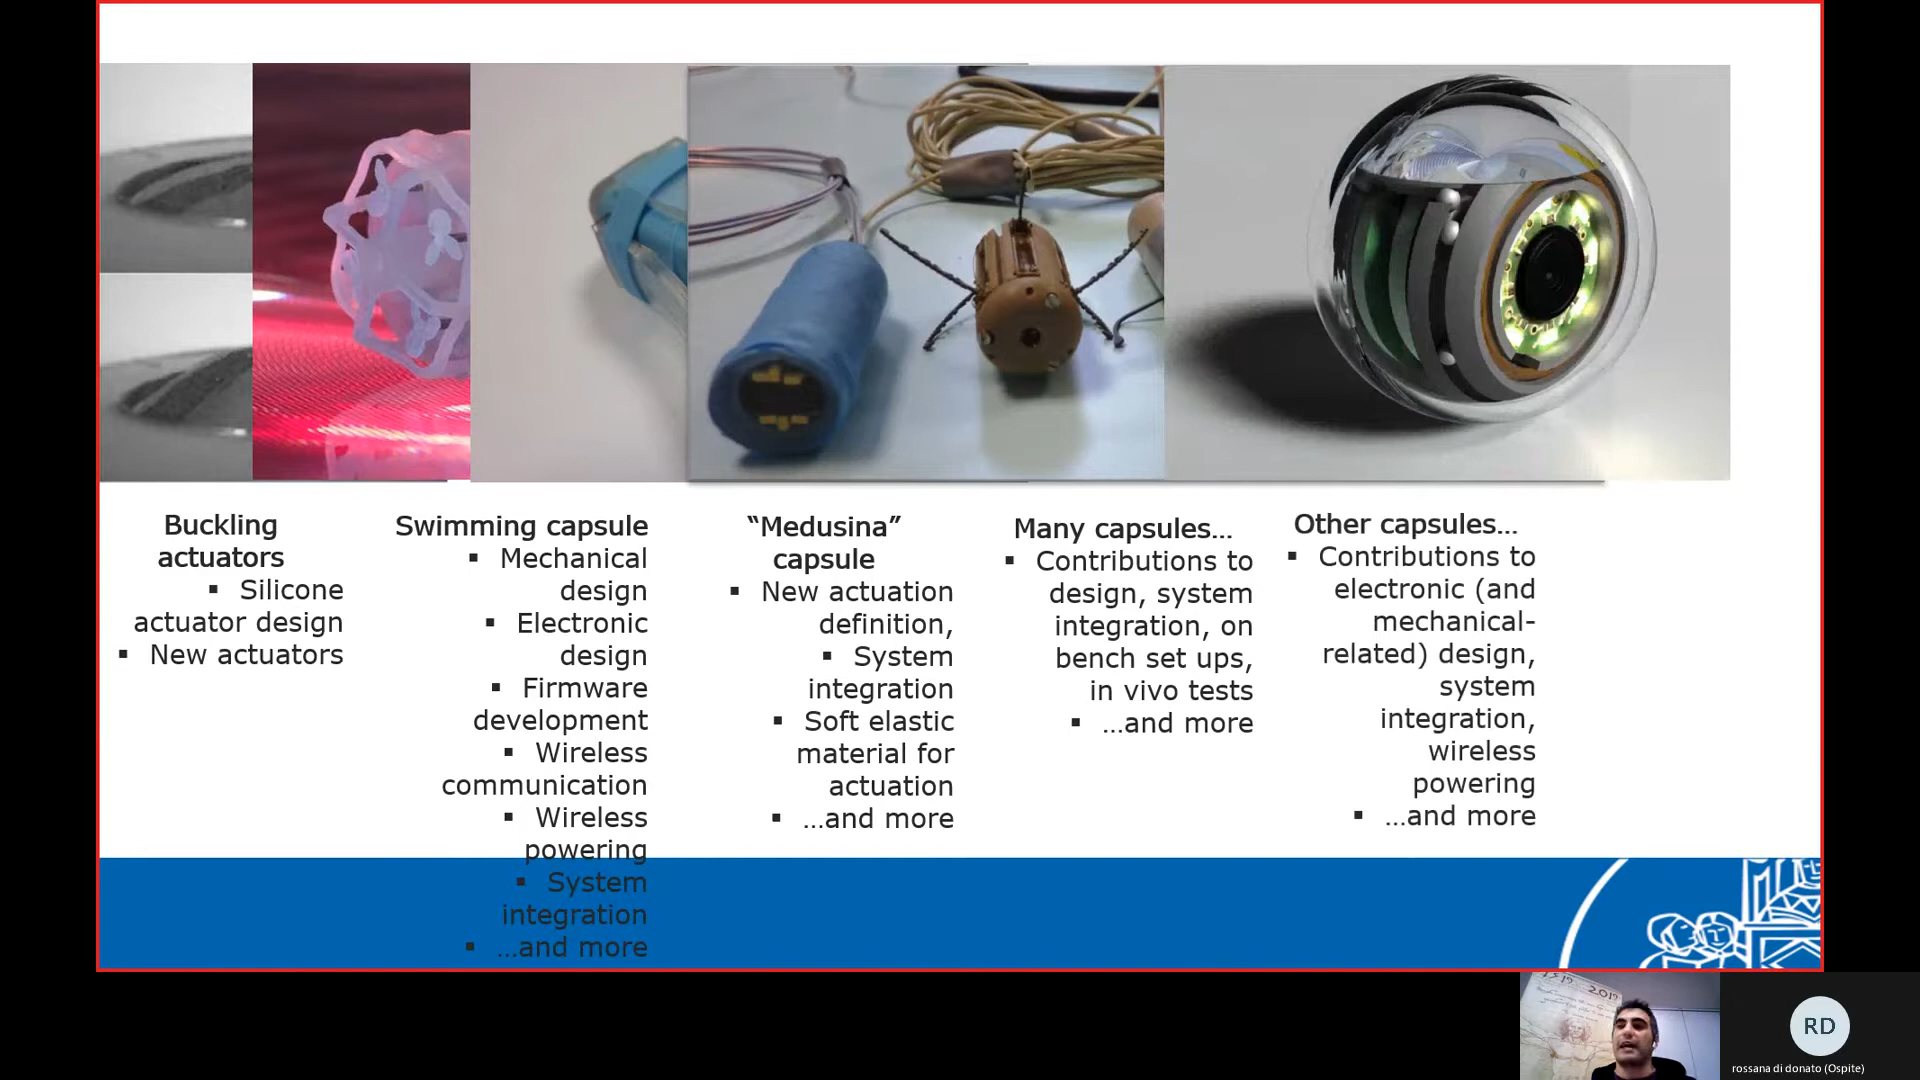 Buckling
actuators
▪ Silicone
actuator design
▪ New actuators
Swimming capsule
▪ Mechanical
design
▪ Electronic
design
▪ Firmware
development
▪ Wireless
communication
▪ Wireless
powering
▪ System
integration
▪ …and more
“Medusina”
capsule
▪ New actuation
definition,
▪ System
integration
▪ Soft elastic
material for
actuation
▪ …and more
Many capsules…
▪ Contributions to
design, system
integration, on
bench set ups,
in vivo tests
▪ …and more
Other capsules…
▪ Contributions to
electronic (and
mechanical-
related) design,
system
integration,
wireless
powering
▪ …and more
2019
RD
rossana di donato (Ospite)